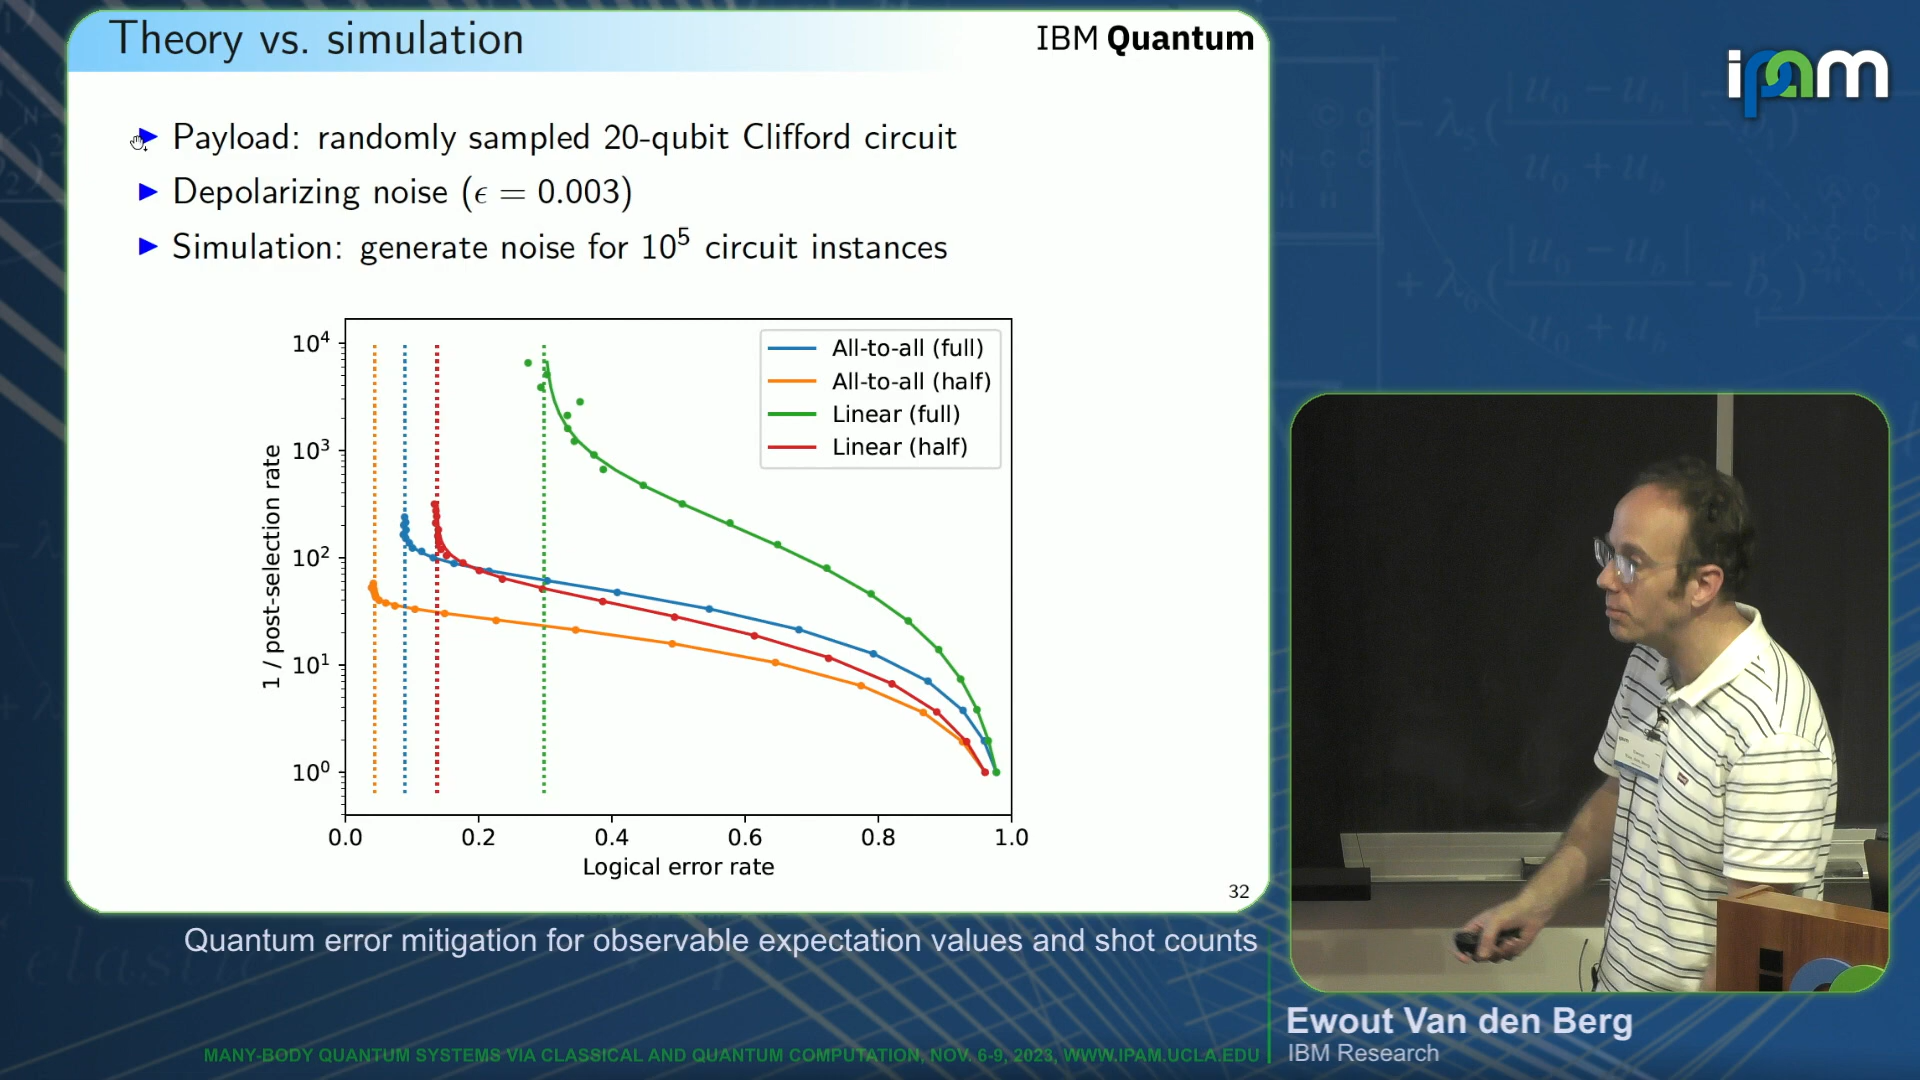 Theory vs. simulation
IBM Quantum
ipam
Payload: randomly sampled 20-qubit Clifford circuit
Depolarizing noise (ϵ = 0.003)
Simulation: generate noise for 10⁵ circuit instances
10⁴
10³
10²
10¹
10⁰
1 / post-selection rate
All-to-all (full)
All-to-all (half)
Linear (full)
Linear (half)
0.0 0.2 0.4 0.6 0.8 1.0
Logical error rate
32
Quantum error mitigation for observable expectation values and shot counts
Ewout Van den Berg
IBM Research
MANY-BODY QUANTUM SYSTEMS VIA CLASSICAL AND QUANTUM COMPUTATION, NOV. 6-9, 2023, WWW.IPAM.UCLA.EDU